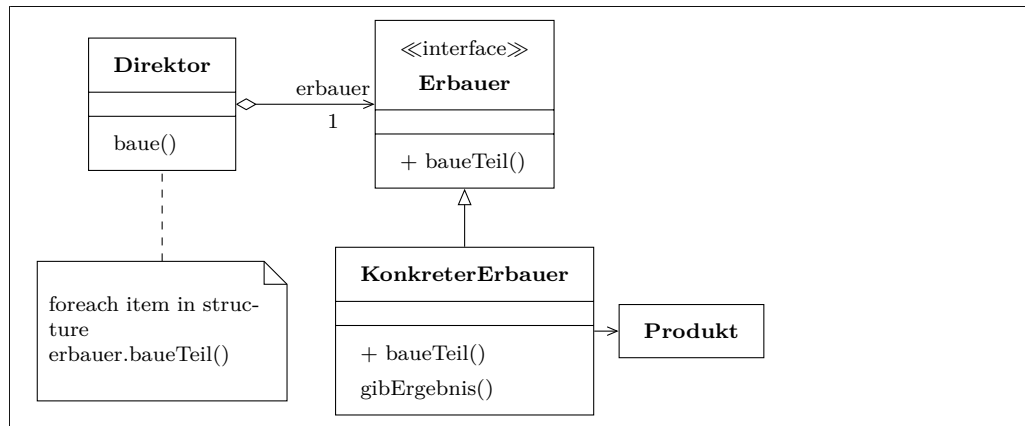 Direktor
baue()
erbauer
1
≪interface≫
Erbauer
+ baueTeil()
foreach item in struc-
ture
erbauer.baueTeil()
KonkreterErbauer
+ baueTeil()
gibErgebnis()
Produkt